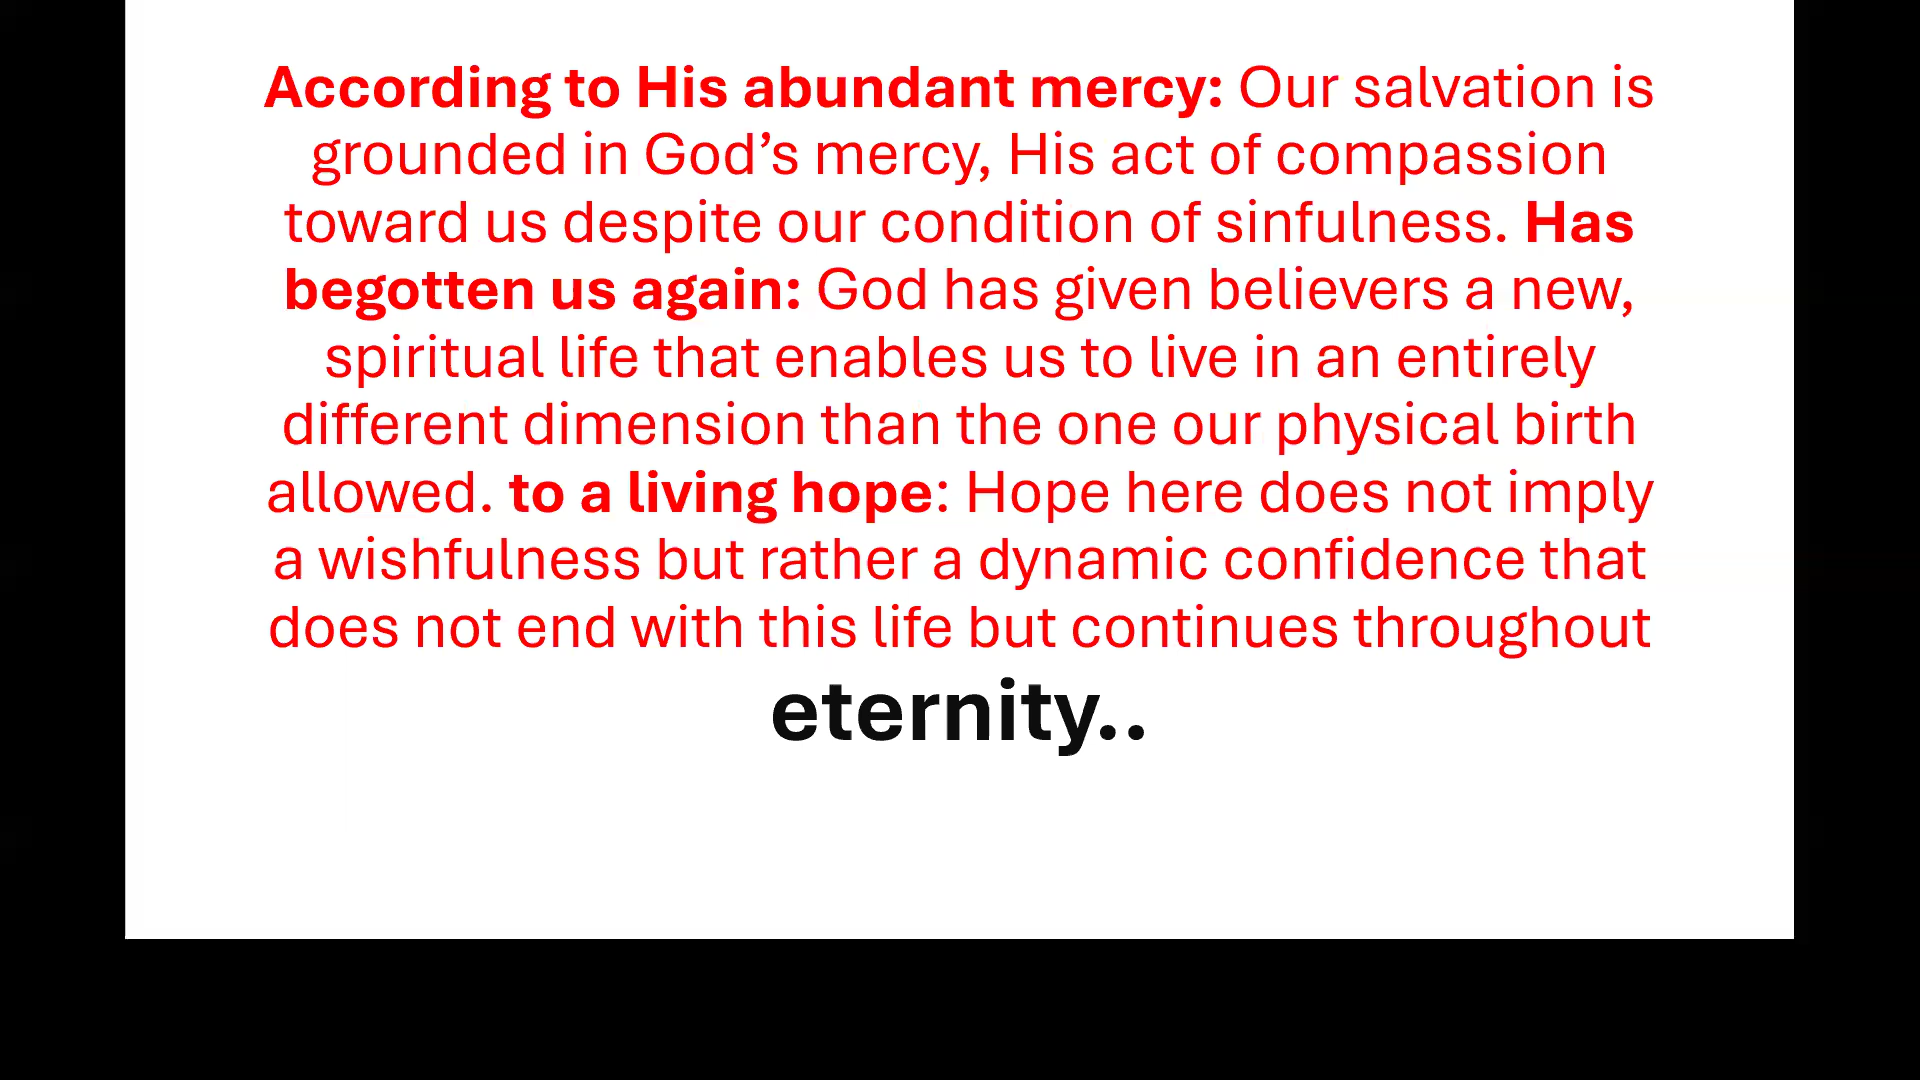 According to His abundant mercy: Our salvation is
grounded in God’s mercy, His act of compassion
toward us despite our condition of sinfulness. Has
begotten us again: God has given believers a new,
spiritual life that enables us to live in an entirely
different dimension than the one our physical birth
allowed. to a living hope: Hope here does not imply
a wishfulness but rather a dynamic confidence that
does not end with this life but continues throughout
eternity..